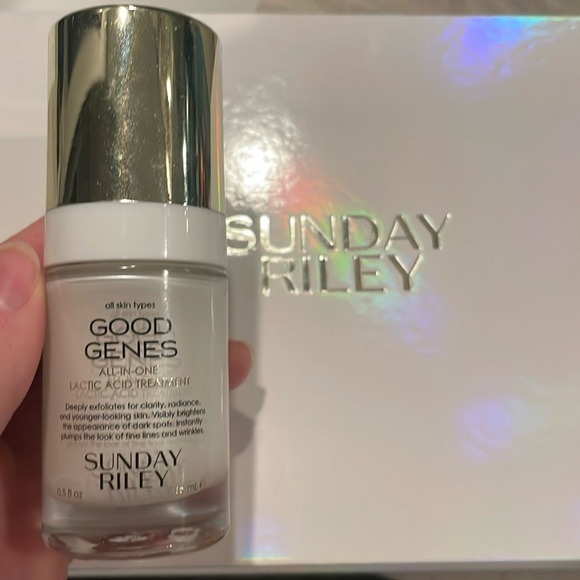 all skin types
GOOD
GENES
ALL-IN-ONE
LACTIC ACID TREATMENT
Deeply exfoliates for clarity, radiance,
and younger-looking skin. Visibly brightens
the appearance of dark spots. Instantly
plumps the look of fine lines and wrinkles.
SUNDAY
RILEY
0.5 fl oz mL ℮
SUNDAY
RILEY